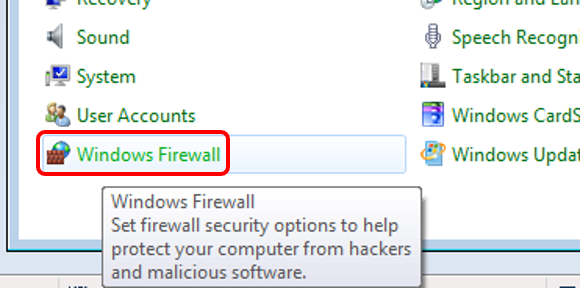 Recovery
Region and Lan
Sound
Speech Recogni
System
Taskbar and Sta
User Accounts
Windows CardS
Windows Firewall
Windows Updat
Windows Firewall
Set firewall security options to help
protect your computer from hackers
and malicious software.